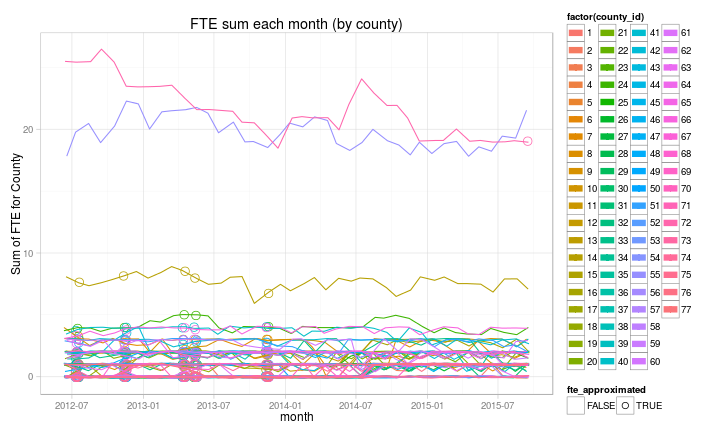 FTE sum each month (by county)
Sum of FTE for County
20
10
0
2012-07 2013-01 2013-07 2014-01 2014-07 2015-01 2015-07
month
factor(county_id)
1 21 41 61
2 22 42 62
3 23 43 63
4 24 44 64
5 25 45 65
6 26 46 66
7 27 47 67
8 28 48 68
9 29 49 69
10 30 50 70
11 31 51 71
12 32 52 72
13 33 53 73
14 34 54 74
15 35 55 75
16 36 56 76
17 37 57 77
18 38 58
19 39 59
20 40 60
fte_approximated
FALSE TRUE